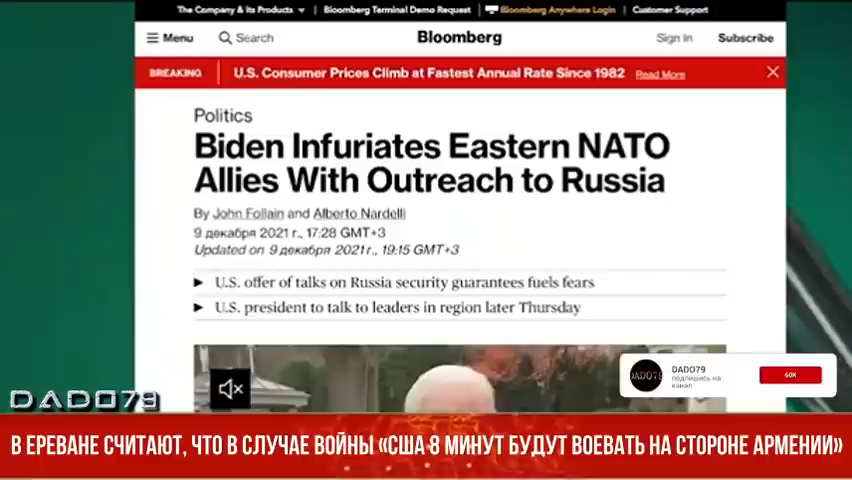 The Company & Its Products ▼ Bloomberg Terminal Demo Request Bloomberg Anywhere Login Customer Support
Menu Search Bloomberg Sign In Subscribe
BREAKING U.S. Consumer Prices Climb at Fastest Annual Rate Since 1982 Read More
Politics
Biden Infuriates Eastern NATO
Allies With Outreach to Russia
By John Follain and Alberto Nardelli
9 декабря 2021 г., 17:28 GMT+3
Updated on 9 декабря 2021 г., 19:15 GMT+3
U.S. offer of talks on Russia security guarantees fuels fears
U.S. president to talk to leaders in region later Thursday
DADO79
DADO79
подпишись на
канал
60K
DADO79
В ЕРЕВАНЕ СЧИТАЮТ, ЧТО В СЛУЧАЕ ВОЙНЫ «США 8 МИНУТ БУДУТ ВОЕВАТЬ НА СТОРОНЕ АРМЕНИИ»